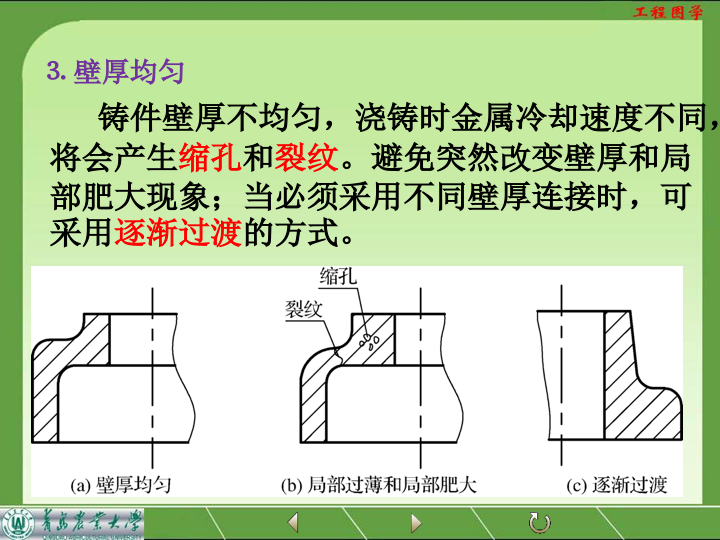 工程图学
3. 壁厚均匀
铸件壁厚不均匀，浇铸时金属冷却速度不同，
将会产生缩孔和裂纹。避免突然改变壁厚和局
部肥大现象；当必须采用不同壁厚连接时，可
采用逐渐过渡的方式。
缩孔
裂纹
(a) 壁厚均匀
(b) 局部过薄和局部肥大
(c) 逐渐过渡
青岛农业大学